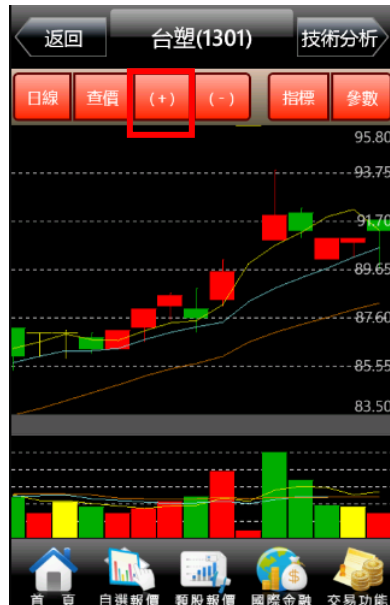 返回 台塑(1301) 技術分析
日線 查價 (+) (-) 指標 參數
95.80
93.75
91.70
89.65
87.60
85.55
83.50
首 頁 自選報價 類股報價 國際金融 交易功能